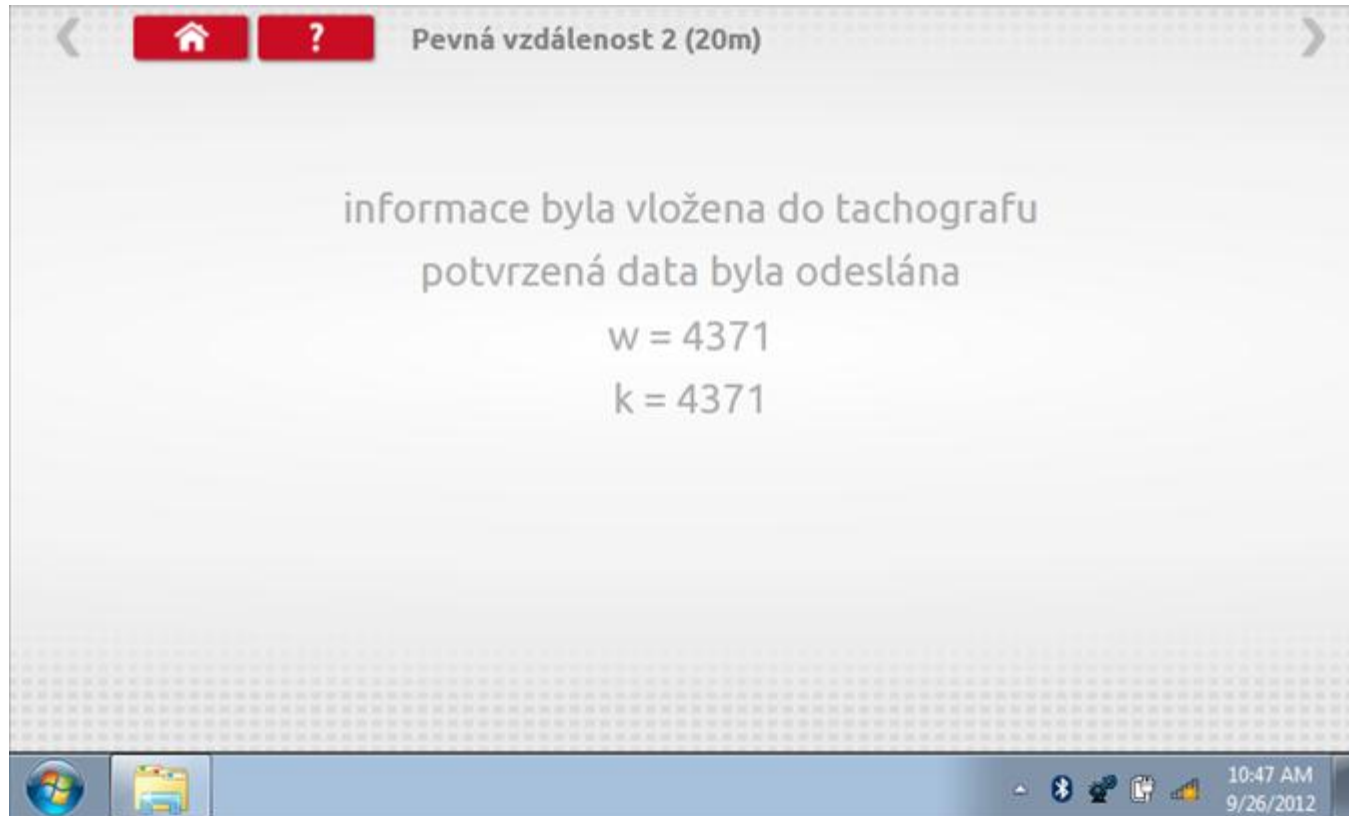 ? Pevná vzdálenost 2 (20m)
informace byla vložena do tachografu
potvrzená data byla odeslána
w = 4371
k = 4371
10:47 AM
9/26/2012